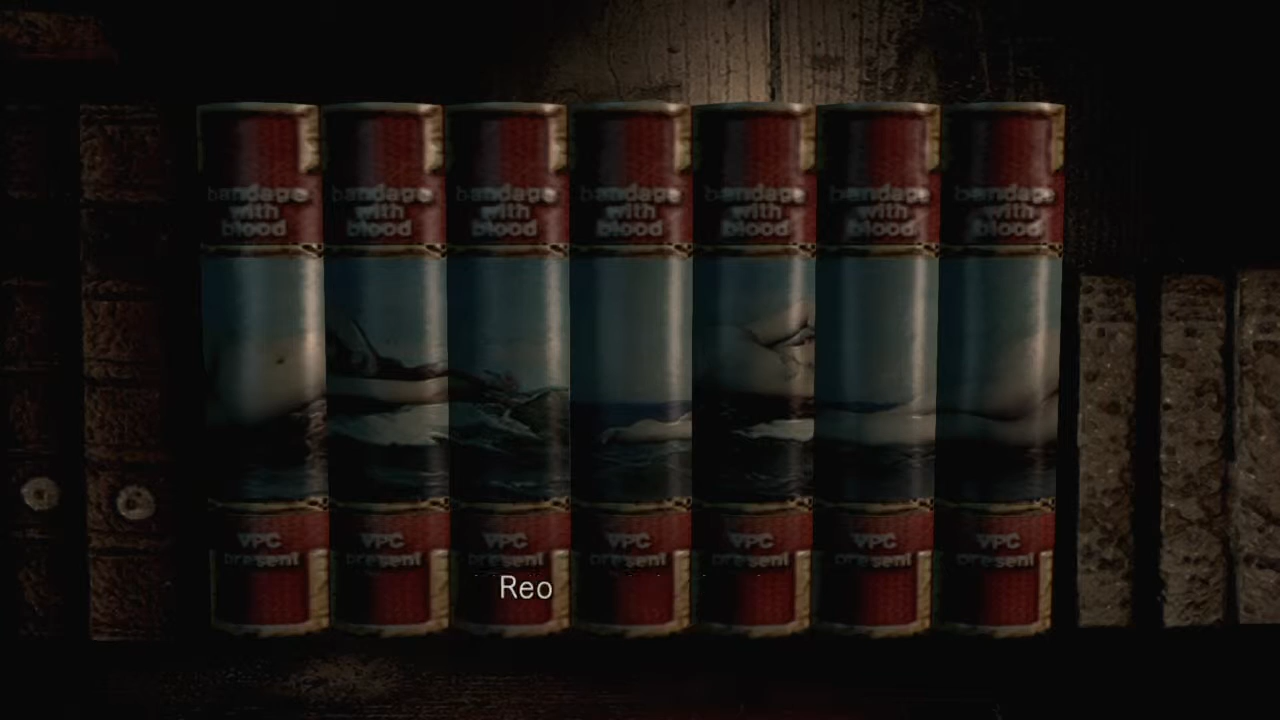 bandage bandage bandage bandage bandage bandage bandage
with with with with with with with
blood blood blood blood blood blood blood
VPC VPC VPC VPC VPC VPC VPC
present present present present present present present
Reo